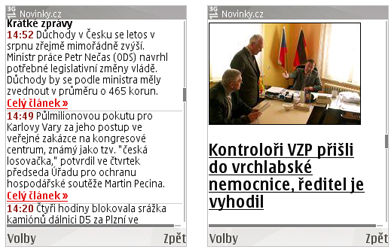 3G Novinky.cz
Krátké zprávy
14:52 Důchody v Česku se letos v
srpnu zřejmě mimořádně zvýší.
Ministr práce Petr Nečas (ODS) navrhl
potřebné legislativní změny vládě.
Důchody by se podle ministra měly
zvednout v průměru o 465 korun.
Celý článek »
14:49 Půlmilionovou pokutu pro
Karlovy Vary za jeho postup ve
veřejné zakázce na kongresové
centrum, známý jako tzv. "česká
losovačka," potvrdil ve čtvrtek
předseda Úřadu pro ochranu
hospodářské soutěže Martin Pecina.
Celý článek »
14:20 Čtyři hodiny blokovala srážka
kamiónů dálnici D5 za Plzní ve
Volby Zpět
3G Novinky.cz
Kontroloři VZP přišli
do vrchlabské
nemocnice, ředitel je
vyhodil
Volby Zpět